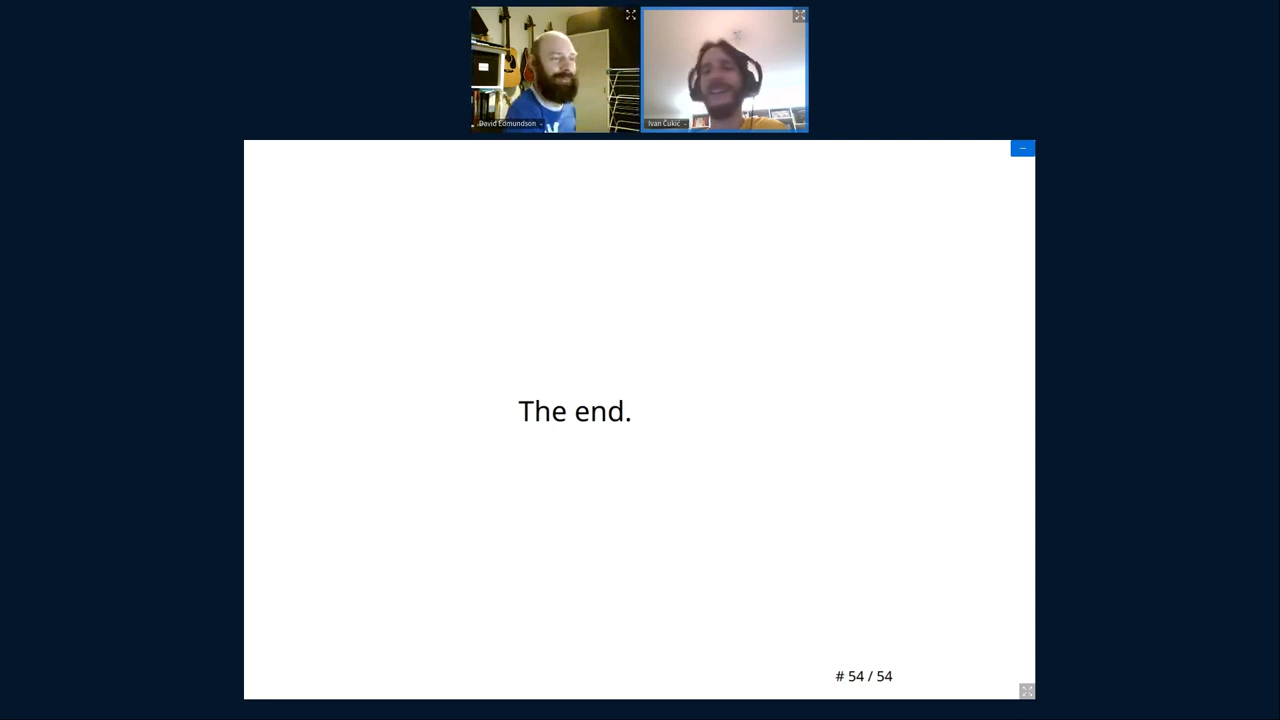 David Edmundson
Ivan Čukić
The end.
# 54 / 54